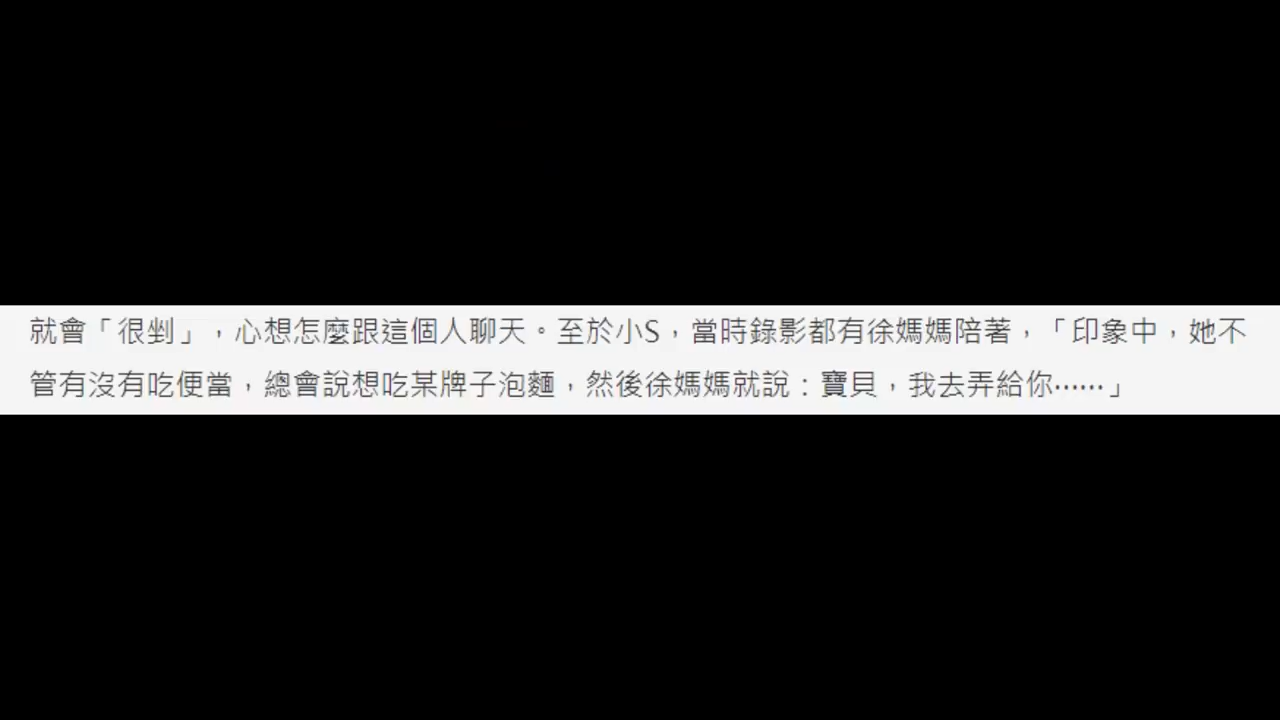 就會「很剉」，心想怎麼跟這個人聊天。至於小S，當時錄影都有徐媽媽陪著，「印象中，她不
管有沒有吃便當，總會說想吃某牌子泡麵，然後徐媽媽就說：寶貝，我去弄給你……」